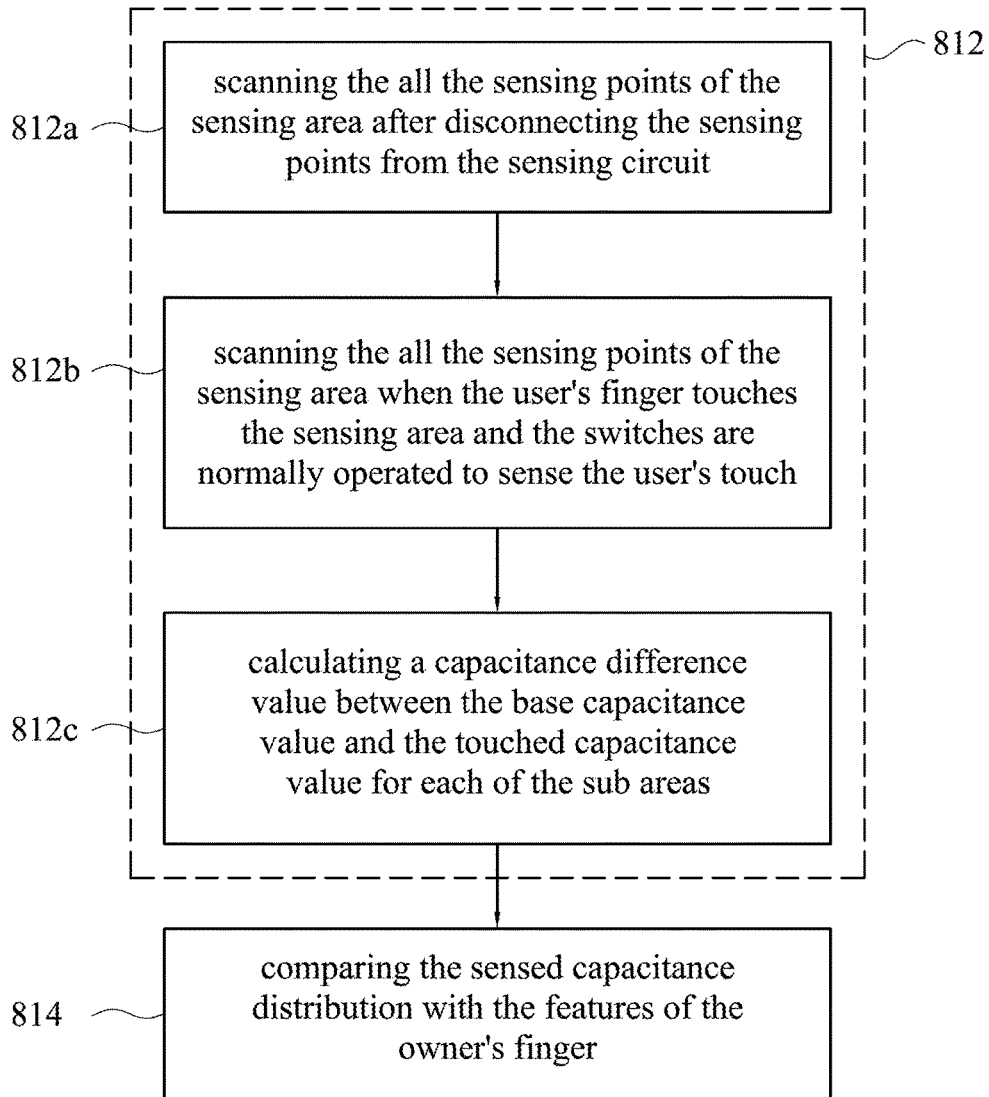 812
812a
scanning the all the sensing points of the
sensing area after disconnecting the sensing
points from the sensing circuit
812b
scanning the all the sensing points of the
sensing area when the user's finger touches
the sensing area and the switches are
normally operated to sense the user's touch
812c
calculating a capacitance difference
value between the base capacitance
value and the touched capacitance
value for each of the sub areas
814
comparing the sensed capacitance
distribution with the features of the
owner's finger